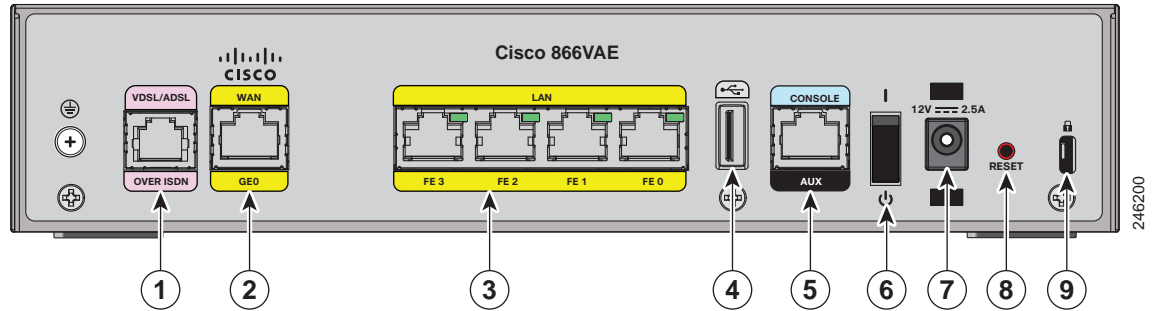 Cisco 866VAE
CISCO
VDSL/ADSL
WAN
LAN
CONSOLE
12V 2.5A
RESET
OVER ISDN
GE0
FE 3 FE 2 FE 1 FE 0
AUX
246200
1 2 3 4 5 6 7 8 9